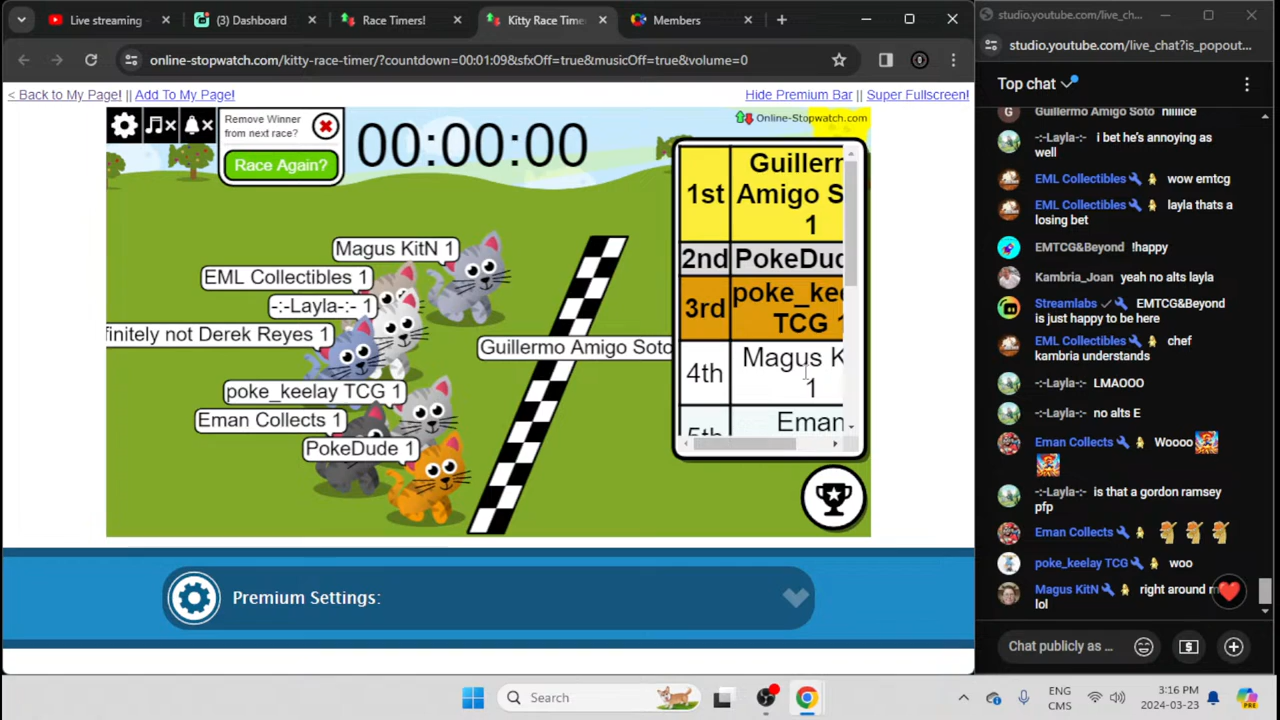 Live streaming
(3) Dashboard
Race Timers!
Kitty Race Time
Members
online-stopwatch.com/kitty-race-timer/?countdown=00:01:09&sfxOff=true&musicOff=true&volume=0
< Back to My Page! || Add To My Page!
Hide Premium Bar || Super Fullscreen!
Remove Winner
from next race?
Race Again?
00:00:00
Online-Stopwatch.com
Magus KitN 1
EML Collectibles 1
-:-Layla-:- 1
finitely not Derek Reyes 1
Guillermo Amigo Soto
poke_keelay TCG 1
Eman Collects 1
PokeDude 1
1st
Guillerm
Amigo S
1
2nd
PokeDud
3rd
poke_kee
TCG 1
4th
Magus K
1
5th
Eman
Premium Settings:
studio.youtube.com/live_ch...
studio.youtube.com/live_chat?is_popout...
Top chat
Guillermo Amigo Soto niiiiice
-:-Layla-:- i bet he's annoying as
well
EML Collectibles wow emtcg
EML Collectibles layla thats a
losing bet
EMTCG&Beyond !happy
Kambria_Joan yeah no alts layla
Streamlabs EMTCG&Beyond
is just happy to be here
EML Collectibles chef
kambria understands
-:-Layla-:- LMAOOO
-:-Layla-:- no alts E
Eman Collects Woooo
-:-Layla-:- is that a gordon ramsey
pfp
Eman Collects
poke_keelay TCG woo
Magus KitN right around m
lol
Chat publicly as ...
Search
ENG
CMS
3:16 PM
2024-03-23
PRE